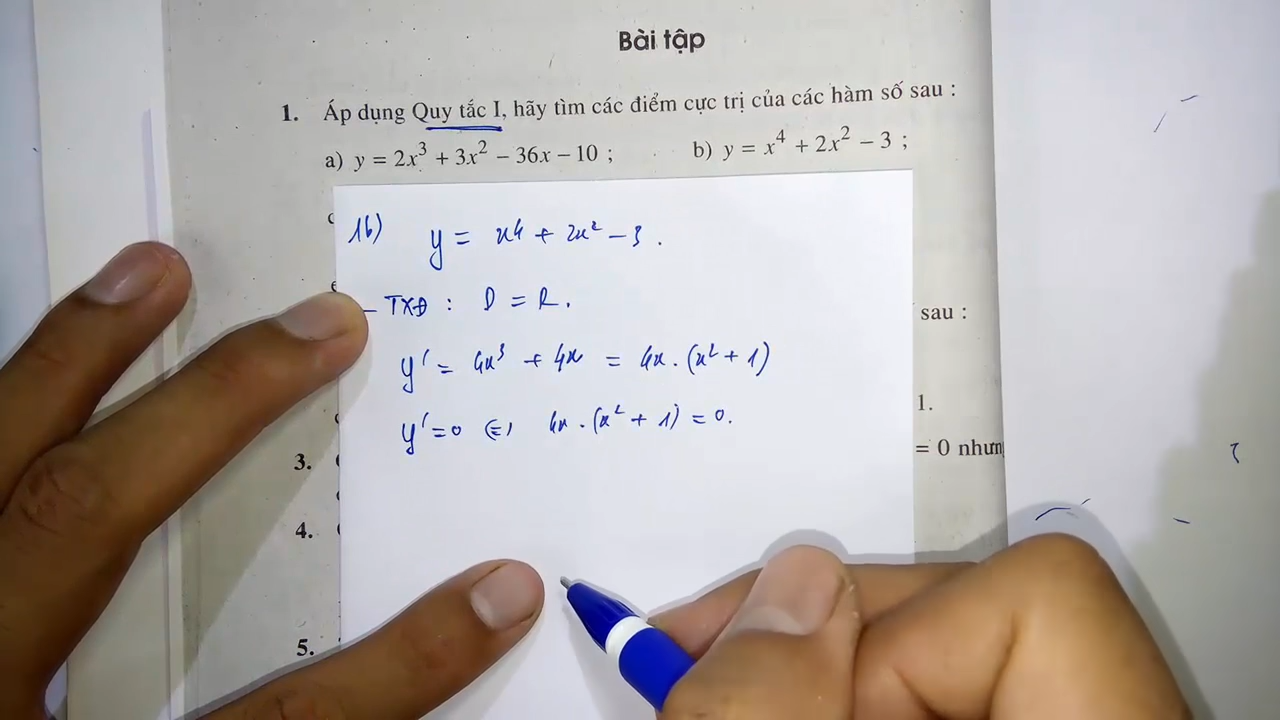 Bài tập
1. Áp dụng Quy tắc I, hãy tìm các điểm cực trị của các hàm số sau :
a) y = 2x³ + 3x² − 36x − 10 ; b) y = x⁴ + 2x² − 3 ;
1b) y = x⁴ + 2x² − 3 .
− TXĐ : D = R.
sau :
y' = 4x³ + 4x = 4x . (x² + 1)
1.
y' = 0 ⇔ 4x . (x² + 1) = 0.
= 0 nhưn
3.
4.
5.